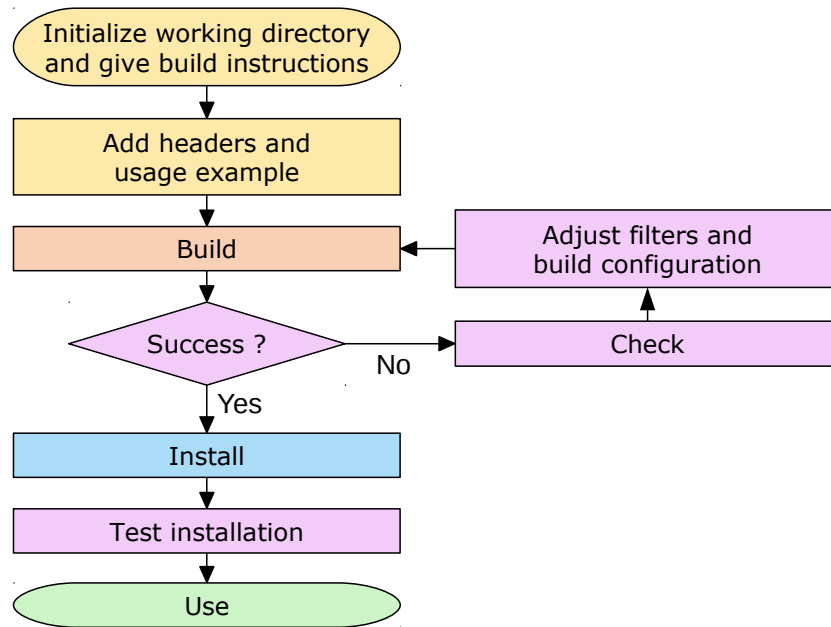 Initialize working directory
and give build instructions
Add headers and
usage example
Build
Adjust filters and
build configuration
Success ?
No
Check
Yes
Install
Test installation
Use